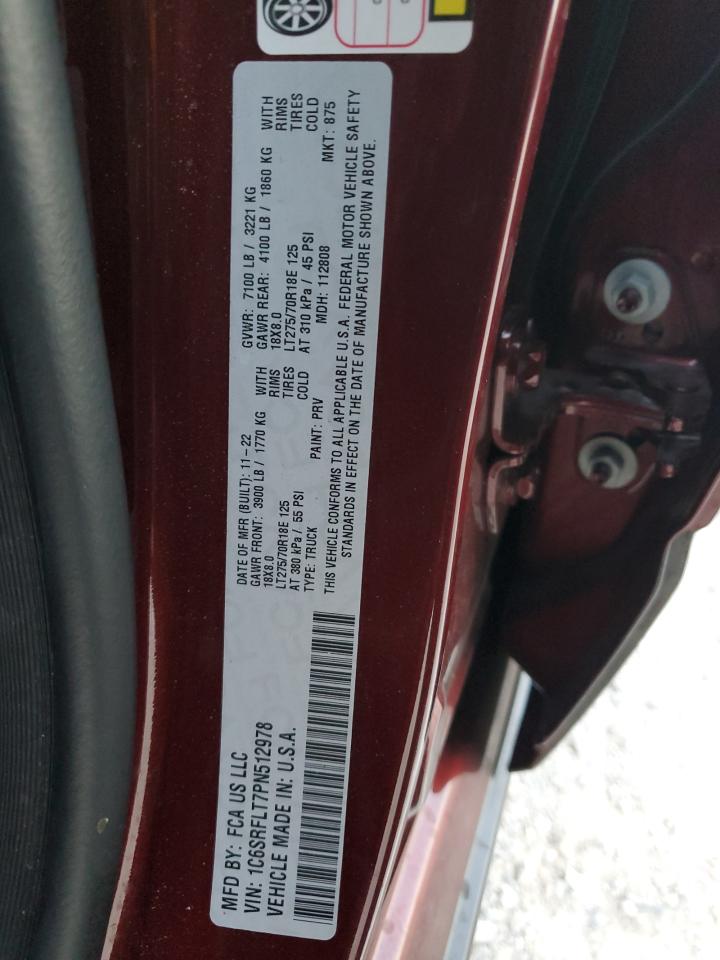 MFD BY: FCA US LLC
VIN: 1C6SRFLT7PN512978
VEHICLE MADE IN: U.S.A.
DATE OF MFR (BUILT): 11-22
GAWR FRONT: 3900 LB / 1770 KG WITH
18X8.0 RIMS
LT275/70R18E 125 TIRES
AT 380 kPa / 55 PSI COLD
TYPE: TRUCK PAINT: PRV
GVWR: 7100 LB / 3221 KG
GAWR REAR: 4100 LB / 1860 KG WITH
18X8.0 RIMS
LT275/70R18E 125 TIRES
AT 310 kPa / 45 PSI COLD
MDH: 112808 MKT: 875
THIS VEHICLE CONFORMS TO ALL APPLICABLE U.S.A. FEDERAL MOTOR VEHICLE SAFETY
STANDARDS IN EFFECT ON THE DATE OF MANUFACTURE SHOWN ABOVE.